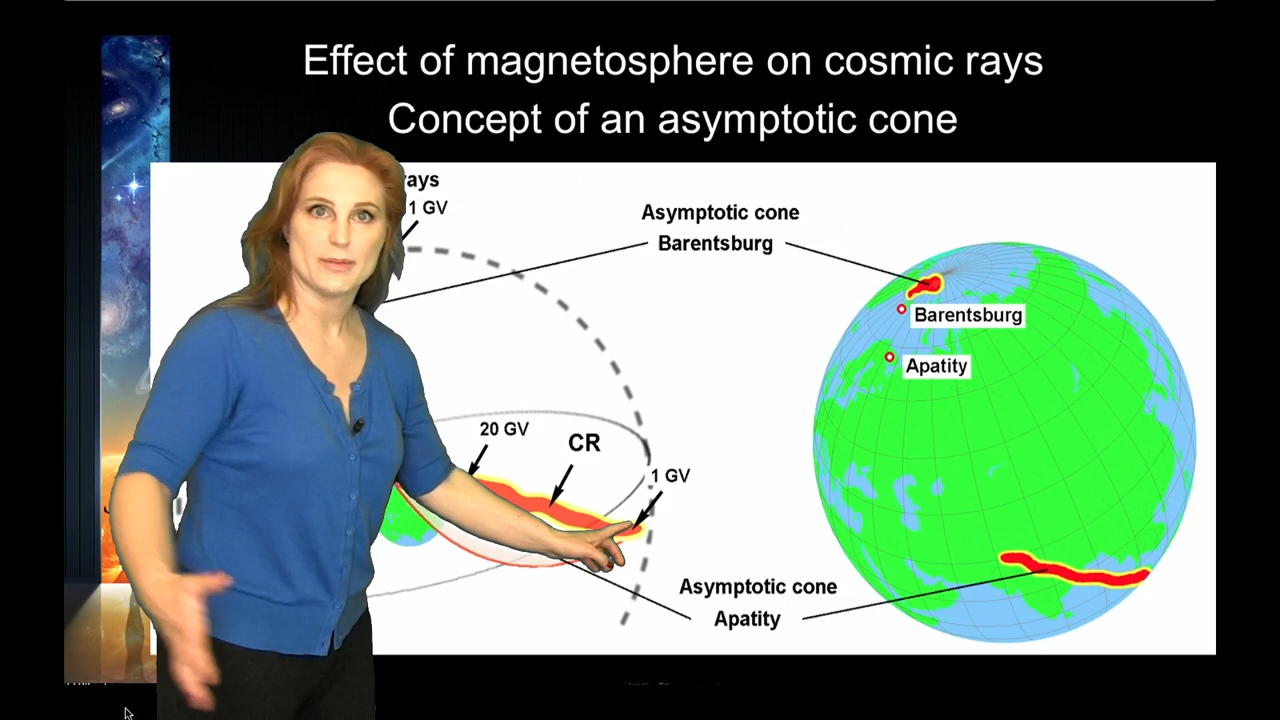 Effect of magnetosphere on cosmic rays
Concept of an asymptotic cone
rays
1 GV
Asymptotic cone
Barentsburg
Barentsburg
Apatity
20 GV
CR
1 GV
Asymptotic cone
Apatity